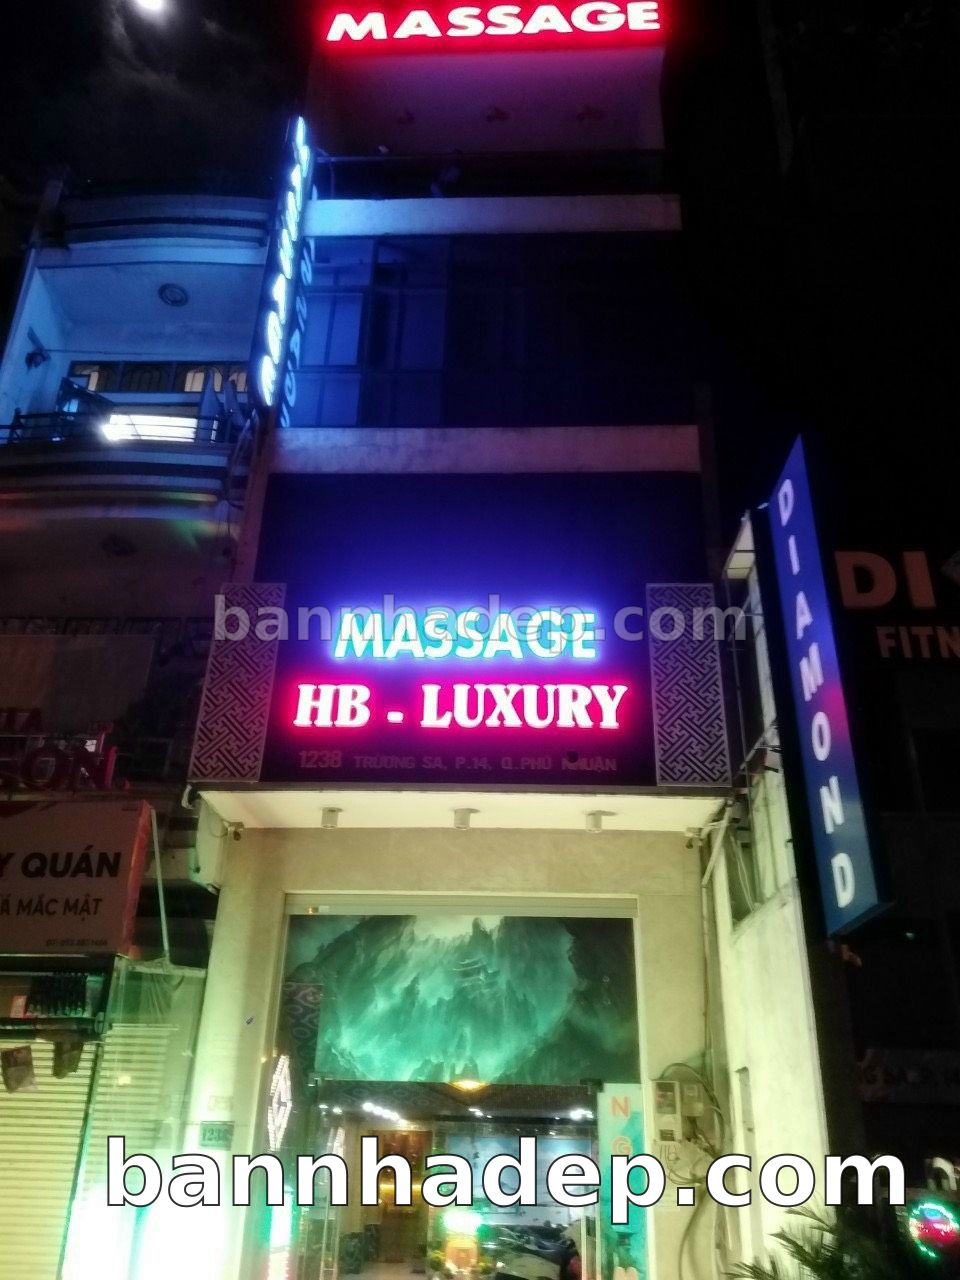 MASSAGE
DIAMOND
DI
FITN
bannhadep.com
MASSAGE
HB - LUXURY
1238 TRƯỜNG SA, P.14, Q.PHÚ NHUẬN
Y QUÁN
Á MẮC MẬT
N
G
bannhadep.com